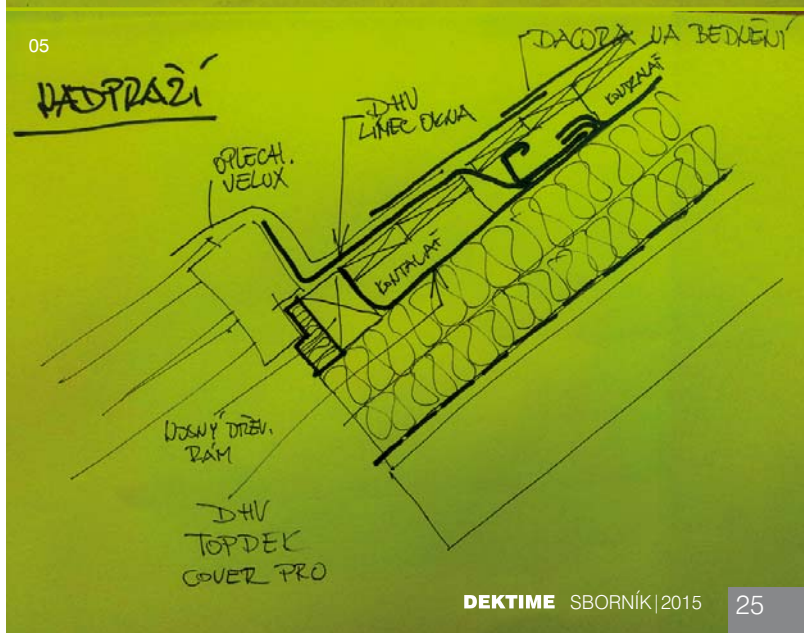 05
NADPRAŽÍ
OPLECH.
VELUX
DHV
LÍMEC OKNA
DACORA NA BEDNĚNÍ
KONTRALAŤ
KONTALAŤ
NOSNÝ DŘEV.
RÁM
DHV
TOPDEK
COVER PRO
DEKTIME SBORNÍK|2015 25